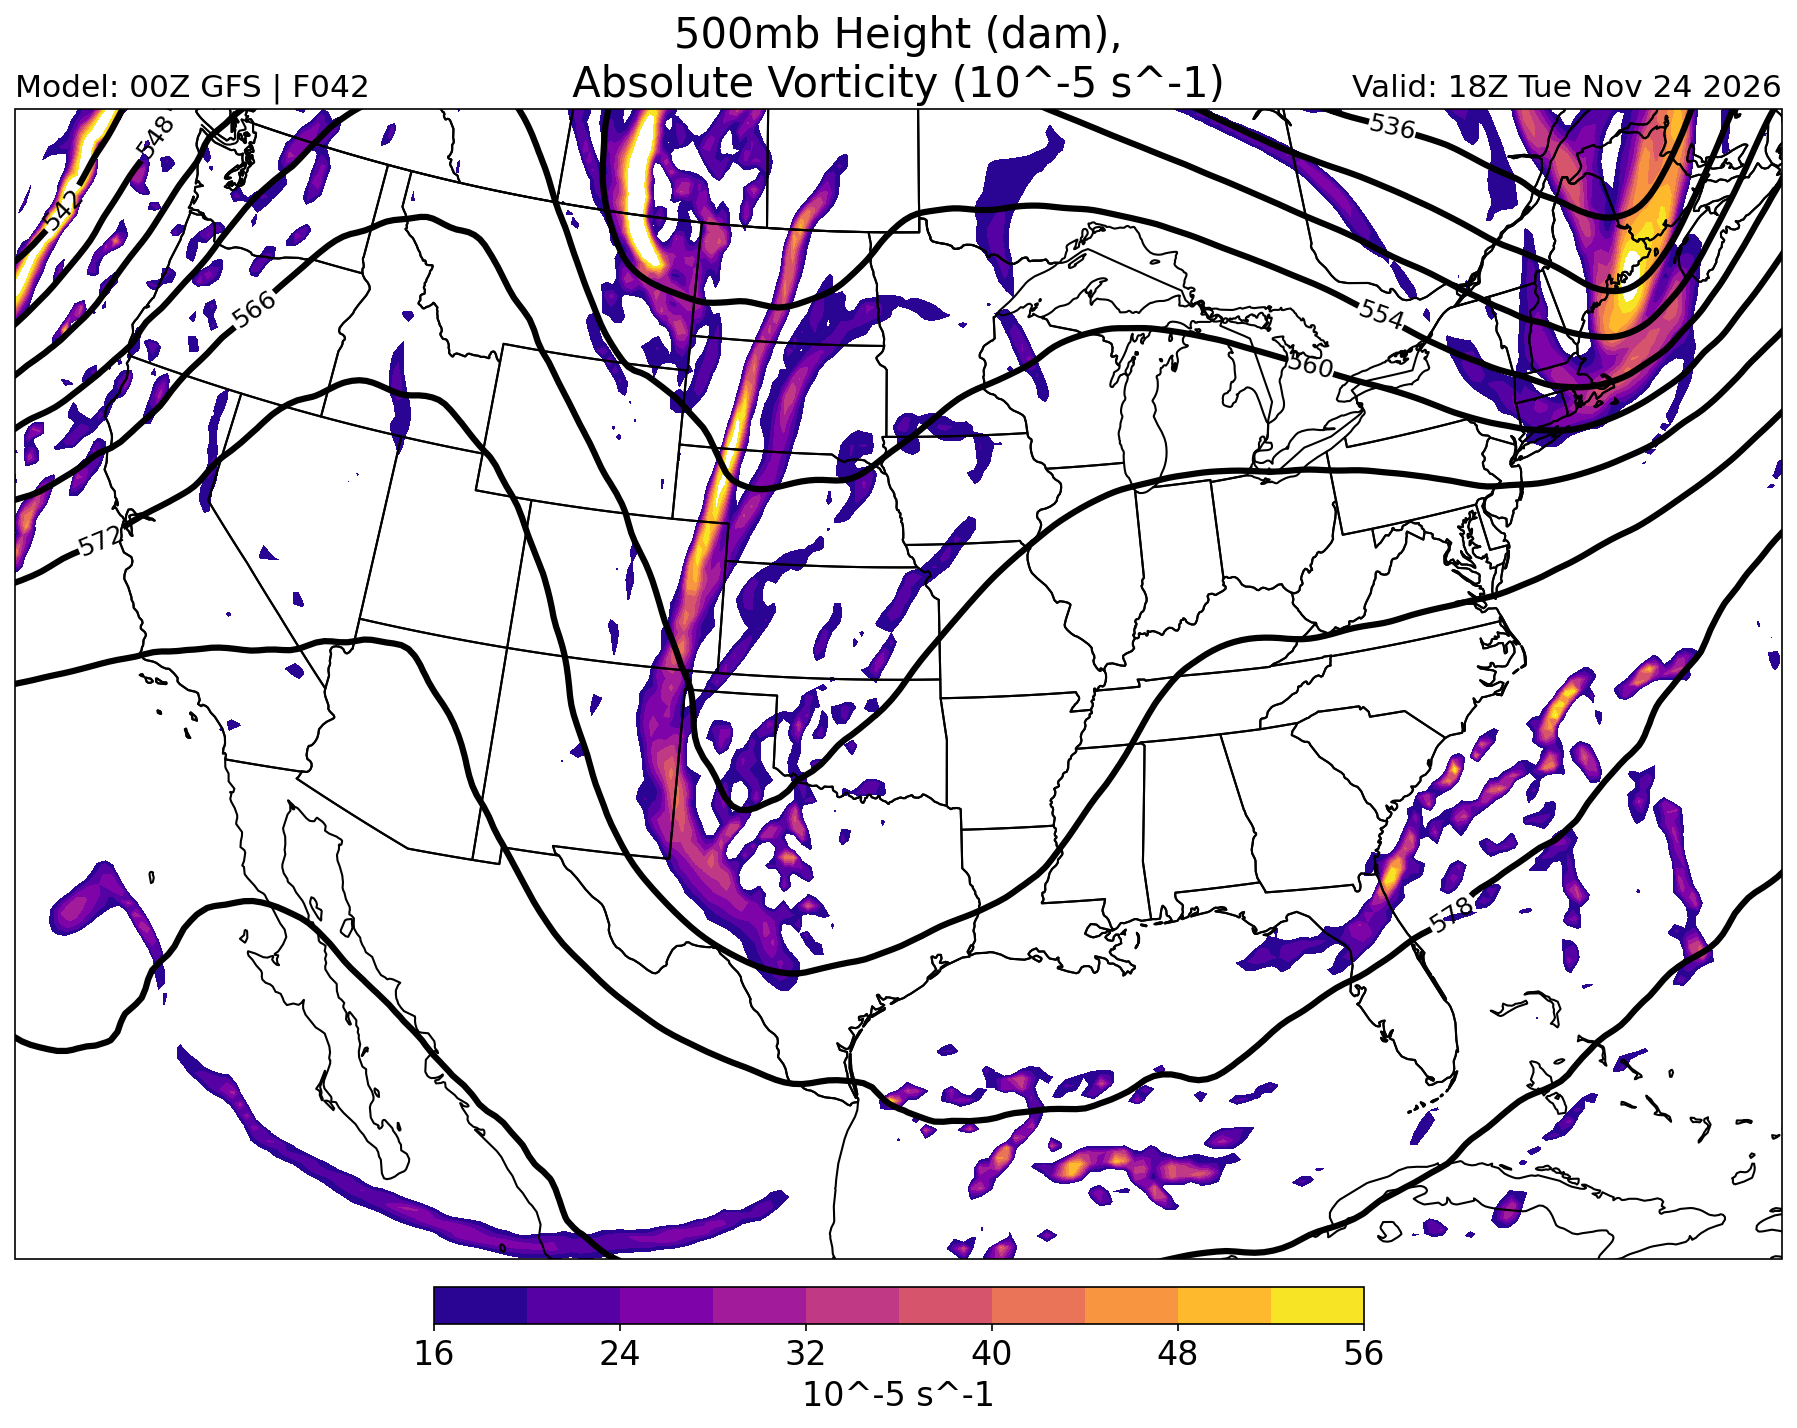 500mb Height (dam),
Model: 00Z GFS | F042
Absolute Vorticity (10^-5 s^-1)
Valid: 18Z Tue Nov 24 2026
536
548
542
566
554
560
572
578
16
24
32
40
48
56
10^-5 s^-1